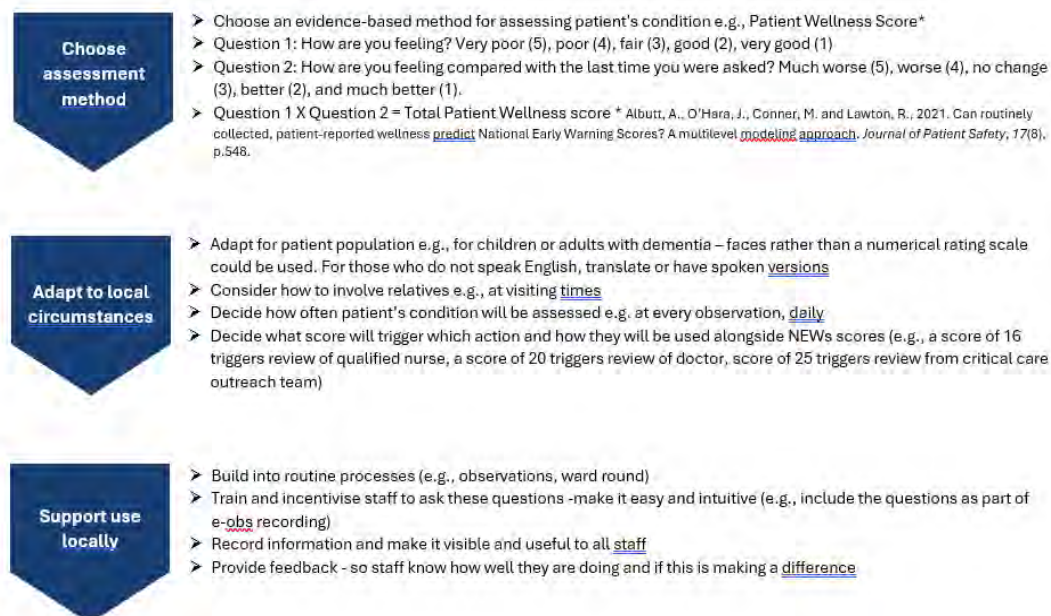 Choose
assessment
method
➤ Choose an evidence-based method for assessing patient's condition e.g., Patient Wellness Score*
➤ Question 1: How are you feeling? Very poor (5), poor (4), fair (3), good (2), very good (1)
➤ Question 2: How are you feeling compared with the last time you were asked? Much worse (5), worse (4), no change
(3), better (2), and much better (1).
➤ Question 1 X Question 2 = Total Patient Wellness score * Albutt, A., O'Hara, J., Conner, M. and Lawton, R., 2021. Can routinely
collected, patient-reported wellness predict National Early Warning Scores? A multilevel modeling approach. Journal of Patient Safety, 17(8),
p.548.
Adapt to local
circumstances
➤ Adapt for patient population e.g., for children or adults with dementia – faces rather than a numerical rating scale
could be used. For those who do not speak English, translate or have spoken versions
➤ Consider how to involve relatives e.g., at visiting times
➤ Decide how often patient's condition will be assessed e.g. at every observation, daily
➤ Decide what score will trigger which action and how they will be used alongside NEWs scores (e.g., a score of 16
triggers review of qualified nurse, a score of 20 triggers review of doctor, score of 25 triggers review from critical care
outreach team)
Support use
locally
➤ Build into routine processes (e.g., observations, ward round)
➤ Train and incentivise staff to ask these questions -make it easy and intuitive (e.g., include the questions as part of
e-obs recording)
➤ Record information and make it visible and useful to all staff
➤ Provide feedback - so staff know how well they are doing and if this is making a difference